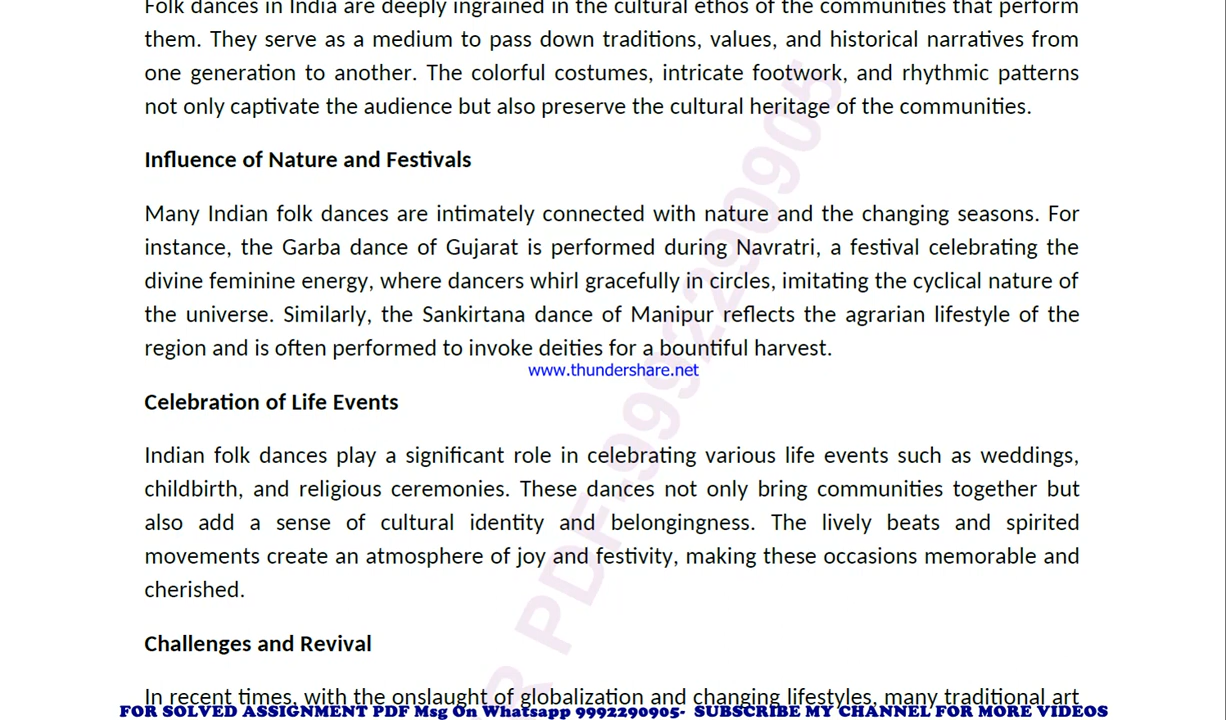 Folk dances in India are deeply ingrained in the cultural ethos of the communities that perform
them. They serve as a medium to pass down traditions, values, and historical narratives from
one generation to another. The colorful costumes, intricate footwork, and rhythmic patterns
not only captivate the audience but also preserve the cultural heritage of the communities.
Influence of Nature and Festivals
Many Indian folk dances are intimately connected with nature and the changing seasons. For
instance, the Garba dance of Gujarat is performed during Navratri, a festival celebrating the
divine feminine energy, where dancers whirl gracefully in circles, imitating the cyclical nature of
the universe. Similarly, the Sankirtana dance of Manipur reflects the agrarian lifestyle of the
region and is often performed to invoke deities for a bountiful harvest.
www.thundershare.net
Celebration of Life Events
Indian folk dances play a significant role in celebrating various life events such as weddings,
childbirth, and religious ceremonies. These dances not only bring communities together but
also add a sense of cultural identity and belongingness. The lively beats and spirited
movements create an atmosphere of joy and festivity, making these occasions memorable and
cherished.
Challenges and Revival
In recent times, with the onslaught of globalization and changing lifestyles, many traditional art
FOR SOLVED ASSIGNMENT PDF Msg On Whatsapp 9992290905- SUBSCRIBE MY CHANNEL FOR MORE VIDEOS
R PDF-9992290905